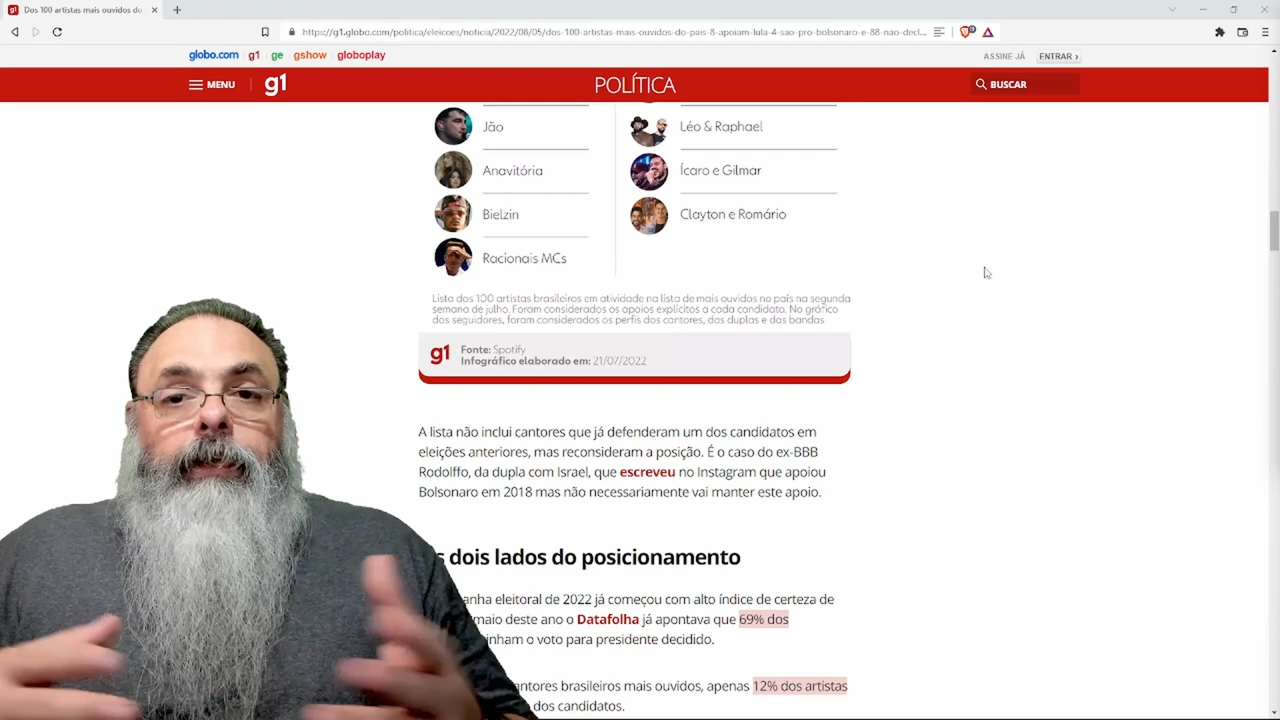 Dos 100 artistas mais ouvidos do
https://g1.globo.com/politica/eleicoes/noticia/2022/08/05/dos-100-artistas-mais-ouvidos-do-pais-8-apoiam-lula-4-sao-pro-bolsonaro-e-88-nao-decl...
globo.com g1 ge gshow globoplay
ASSINE JÁ ENTRAR ›
MENU g1 POLÍTICA BUSCAR
Jão
Léo & Raphael
Anavitória
Ícaro e Gilmar
Bielzin
Clayton e Romário
Racionais MCs
Lista dos 100 artistas brasileiros em atividade na lista de mais ouvidos no país na segunda
semana de julho. Foram considerados os apoios explícitos a cada candidato. No gráfico
dos seguidores, foram considerados os perfis dos cantores, das duplas e das bandas
g1
Fonte: Spotify
Infográfico elaborado em: 21/07/2022
A lista não inclui cantores que já defenderam um dos candidatos em
eleições anteriores, mas reconsideram a posição. É o caso do ex-BBB
Rodolffo, da dupla com Israel, que escreveu no Instagram que apoiou
Bolsonaro em 2018 mas não necessariamente vai manter este apoio.
s dois lados do posicionamento
anha eleitoral de 2022 já começou com alto índice de certeza de
maio deste ano o Datafolha já apontava que 69% dos
inham o voto para presidente decidido.
antores brasileiros mais ouvidos, apenas 12% dos artistas
dos candidatos.